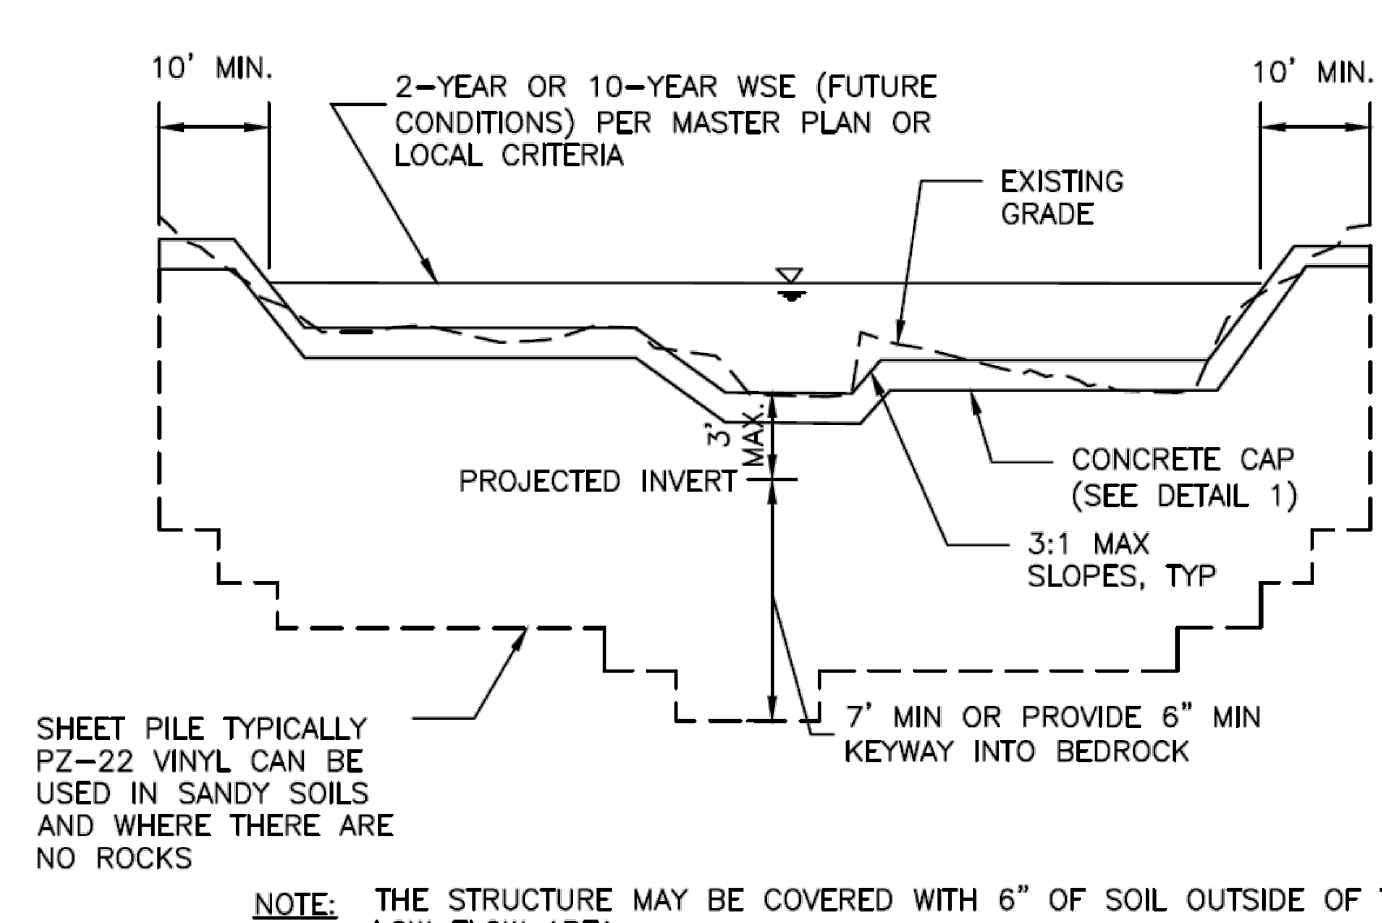 10' MIN.
10' MIN.
2-YEAR OR 10-YEAR WSE (FUTURE
CONDITIONS) PER MASTER PLAN OR
LOCAL CRITERIA
EXISTING
GRADE
3'
MAX.
PROJECTED INVERT
CONCRETE CAP
(SEE DETAIL 1)
3:1 MAX
SLOPES, TYP
SHEET PILE TYPICALLY
PZ-22 VINYL CAN BE
USED IN SANDY SOILS
AND WHERE THERE ARE
NO ROCKS
7' MIN OR PROVIDE 6" MIN
KEYWAY INTO BEDROCK
NOTE: THE STRUCTURE MAY BE COVERED WITH 6" OF SOIL OUTSIDE OF
LOW FLOW AREA